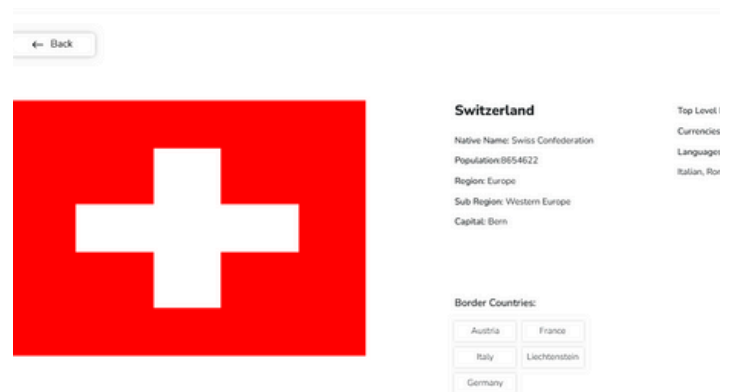 ← Back
Switzerland
Native Name: Swiss Confederation
Population:8654622
Region: Europe
Sub Region: Western Europe
Capital: Bern
Top Level
Currencies
Languages
Italian,
Border Countries:
Austria
France
Italy
Liechtenstein
Germany